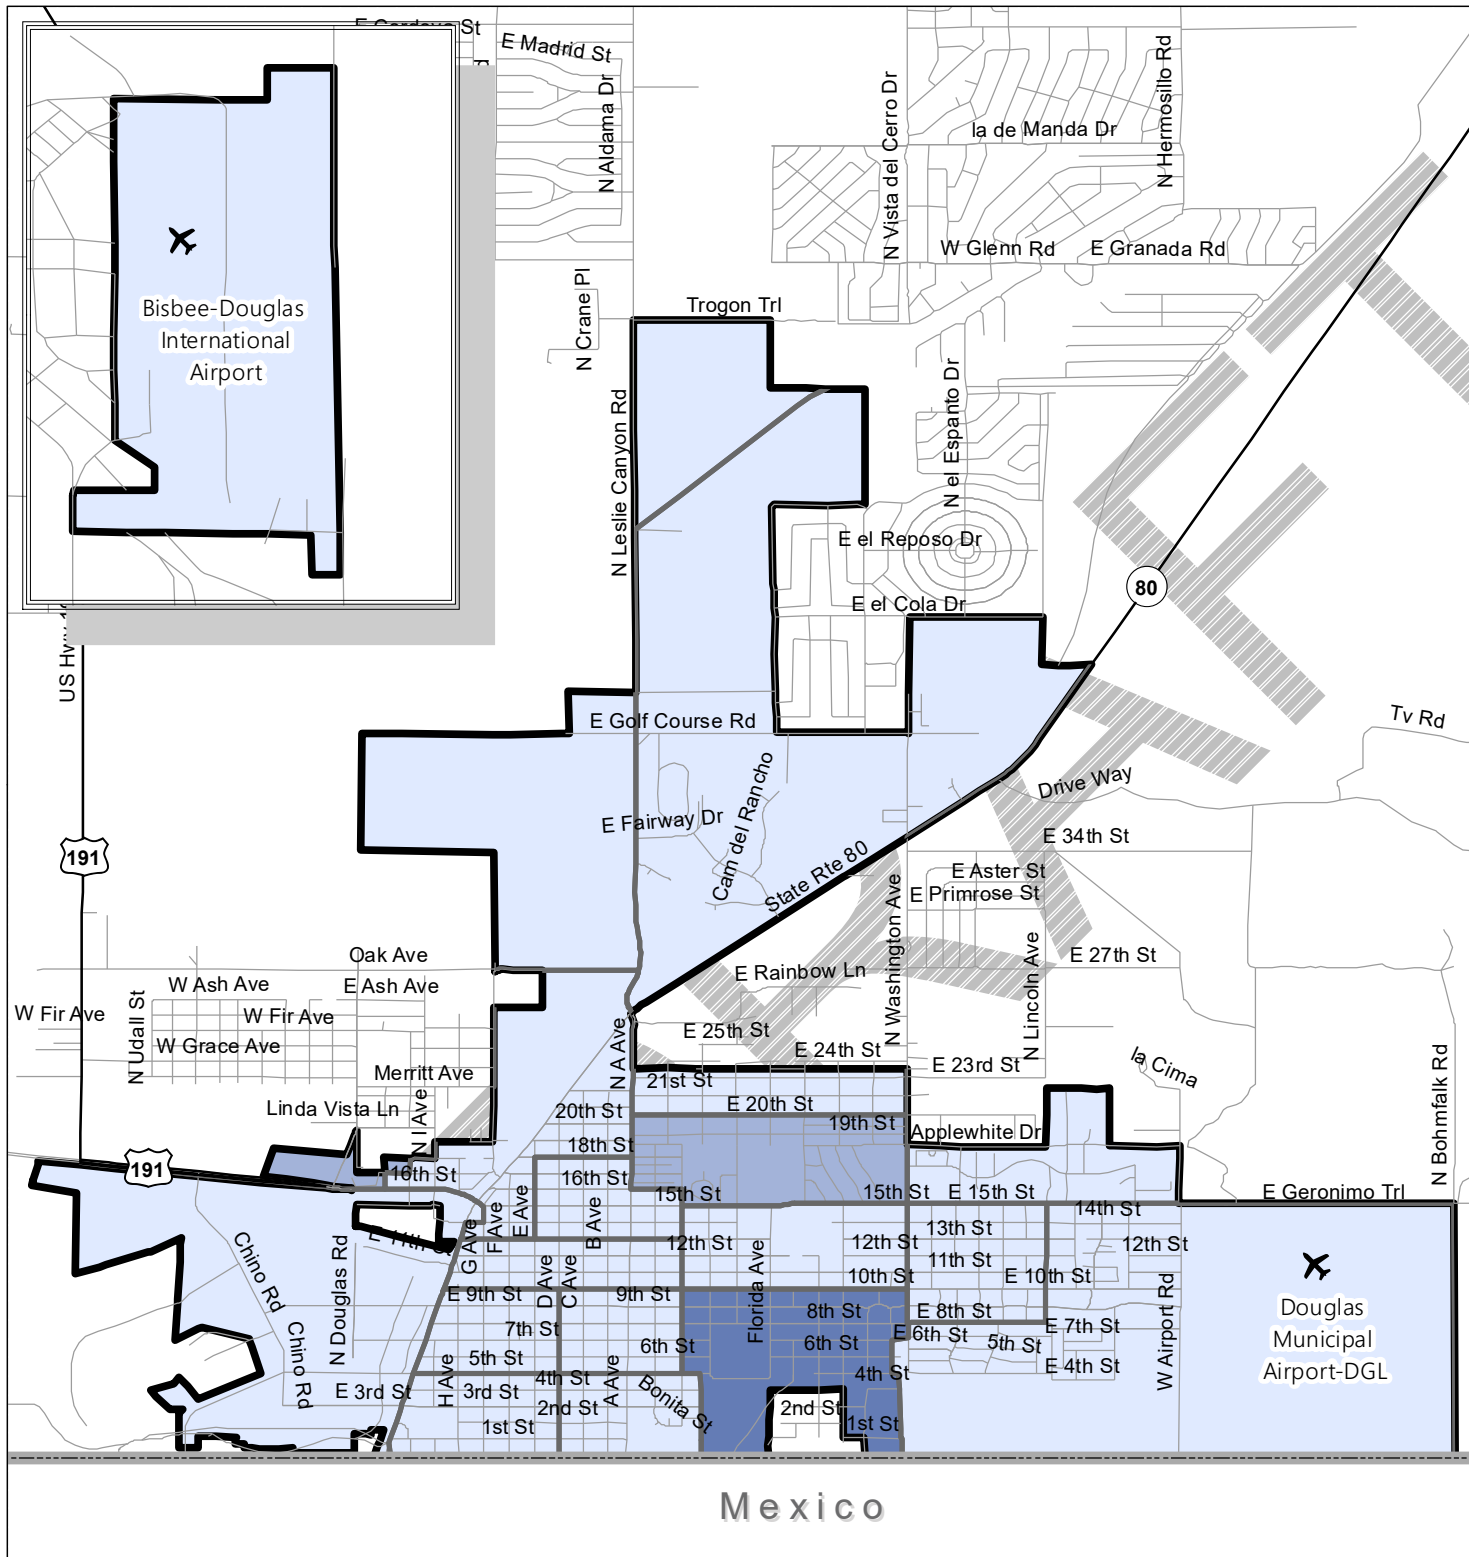 E Cordova St
E Madrid St
N Aldama Dr
N Vista del Cerro Dr
N Hermosillo Rd
la de Manda Dr
W Glenn Rd
E Granada Rd
Bisbee-Douglas
International
Airport
N Crane Pl
Trogon Trl
N Leslie Canyon Rd
N el Espanto Dr
E el Reposo Dr
80
E el Cola Dr
US Hwy
E Golf Course Rd
Tv Rd
Cam del Rancho
Drive Way
E Fairway Dr
E 34th St
191
State Rte 80
E Aster St
E Primrose St
N Washington Ave
N Lincoln Ave
Oak Ave
E 27th St
E Rainbow Ln
W Ash Ave
E Ash Ave
W Fir Ave
W Fir Ave
N Udall St
E 25th St
W Grace Ave
N A Ave
E 24th St
E 23rd St
la Cima
N Bohmfalk Rd
Merritt Ave
21st St
Linda Vista Ln
N I Ave
20th St
E 20th St
19th St
Applewhite Dr
18th St
191
16th St
16th St
15th St
15th St
E 15th St
E Geronimo Trl
14th St
E Ave
F Ave
B Ave
G Ave
E 11th St
12th St
12th St
13th St
12th St
11th St
Chino Rd
N Douglas Rd
D Ave
C Ave
Florida Ave
10th St
E 10th St
W Airport Rd
E 9th St
9th St
8th St
E 8th St
Douglas
Municipal
Airport-DGL
7th St
E 7th St
Chino Rd
6th St
6th St
E 6th St
5th St
5th St
4th St
4th St
E 4th St
E 3rd St
H Ave
3rd St
A Ave
Bonita St
2nd St
2nd St
1st St
1st St
Mexico